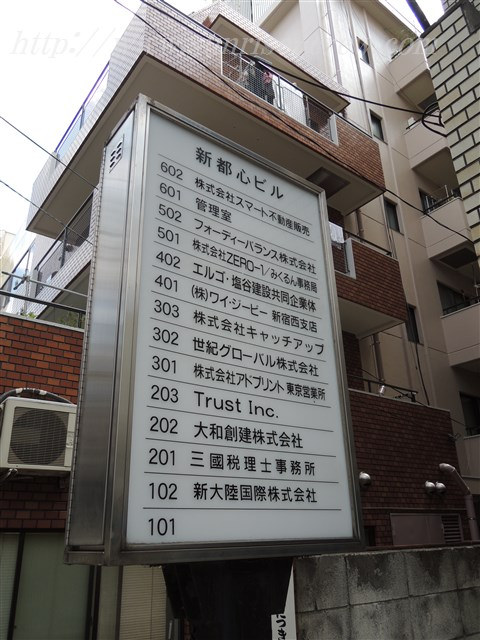 http://
新都心ビル
602 株式会社スマート不動産販売
601 管理室
502 フォーティーバランス株式会社
501 株式会社ZERO-1/みくるん事務局
402 エルゴ・塩谷建設共同企業体
401 (株)ワイ・ジービー 新宿西支店
303 株式会社キャッチアップ
302 世紀グローバル株式会社
301 株式会社アドプリント 東京営業所
203 Trust Inc.
202 大和創建株式会社
201 三國税理士事務所
102 新大陸国際株式会社
101
につき